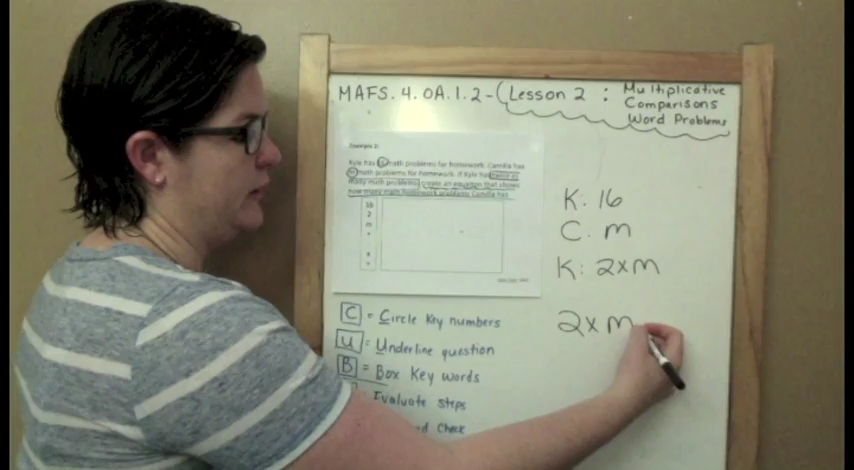 MAFS.4.OA.1.2-(Lesson 2 : Multiplicative
Comparisons
Word Problems
Example 2:
Kyle has 16 math problems for homework. Camilla has
m math problems for homework. If Kyle has twice as
many math problems, create an equation that shows
how many math homework problems Camilla has.
16
2
m
K: 16
C: m
K: 2×m
2×m
C = Circle Key numbers
U = Underline question
B = Box Key words
Evaluate steps
Check